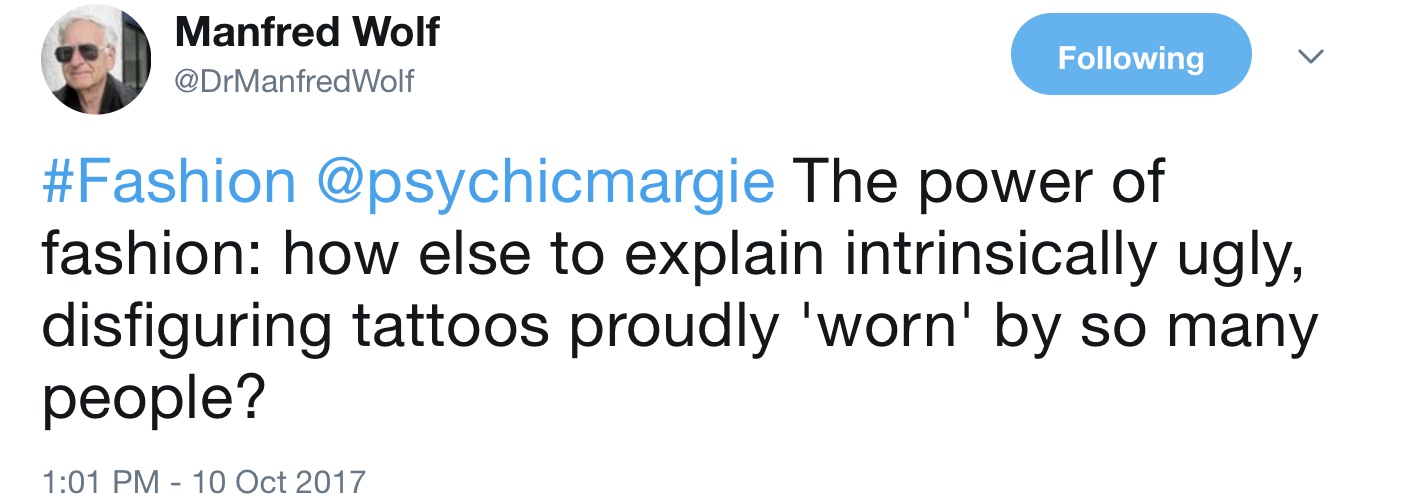 Manfred Wolf
@DrManfredWolf
Following
#Fashion @psychicmargie The power of
fashion: how else to explain intrinsically ugly,
disfiguring tattoos proudly 'worn' by so many
people?
1:01 PM - 10 Oct 2017